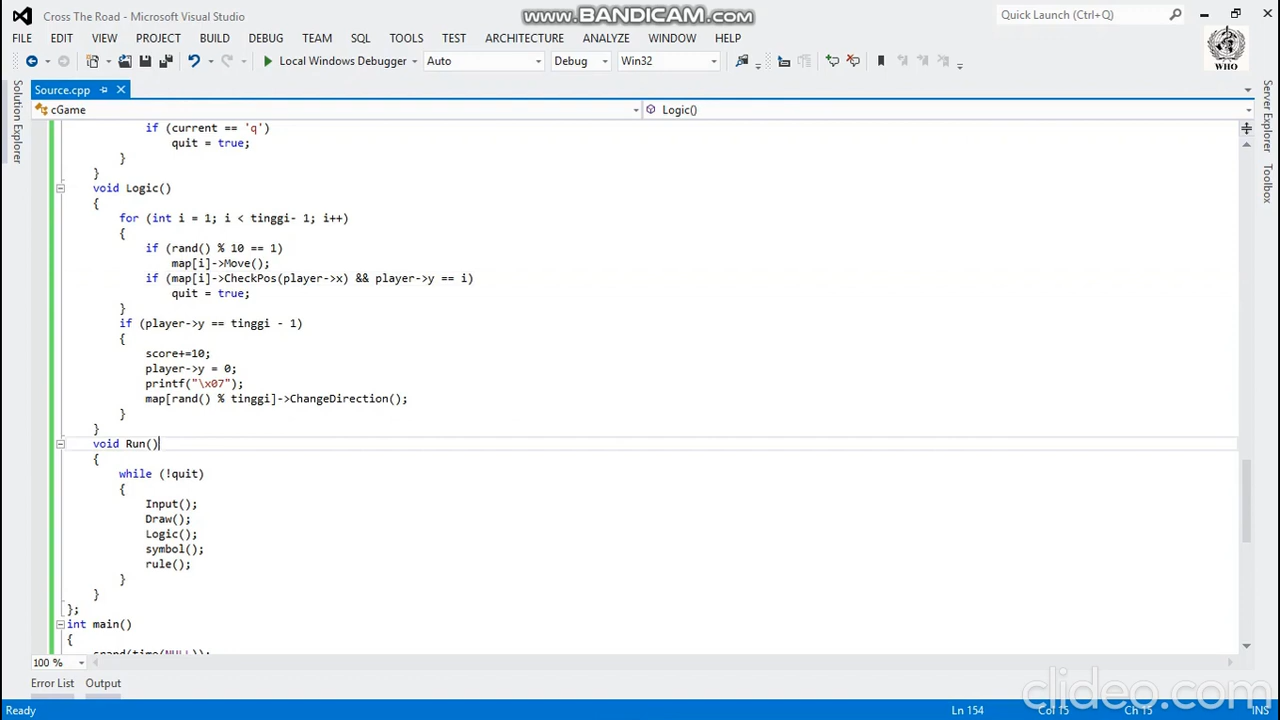 Cross The Road - Microsoft Visual Studio
www.BANDICAM.com
Quick Launch (Ctrl+Q)
FILE EDIT VIEW PROJECT BUILD DEBUG TEAM SQL TOOLS TEST ARCHITECTURE ANALYZE WINDOW HELP
WHO
Local Windows Debugger Auto Debug Win32
Solution Explorer
Server Explorer
Toolbox
Source.cpp
cGame Logic()
if (current == 'q')
quit = true;
}
}
void Logic()
{
for (int i = 1; i < tinggi- 1; i++)
{
if (rand() % 10 == 1)
map[i]->Move();
if (map[i]->CheckPos(player->x) && player->y == i)
quit = true;
}
if (player->y == tinggi - 1)
{
score+=10;
player->y = 0;
printf("\x07");
map[rand() % tinggi]->ChangeDirection();
}
}
void Run()
{
while (!quit)
{
Input();
Draw();
Logic();
symbol();
rule();
}
}
};
int main()
{
srand(time(NULL));
100 %
Error List Output
clideo.com
Ready Ln 154 Col 15 Ch 15 INS